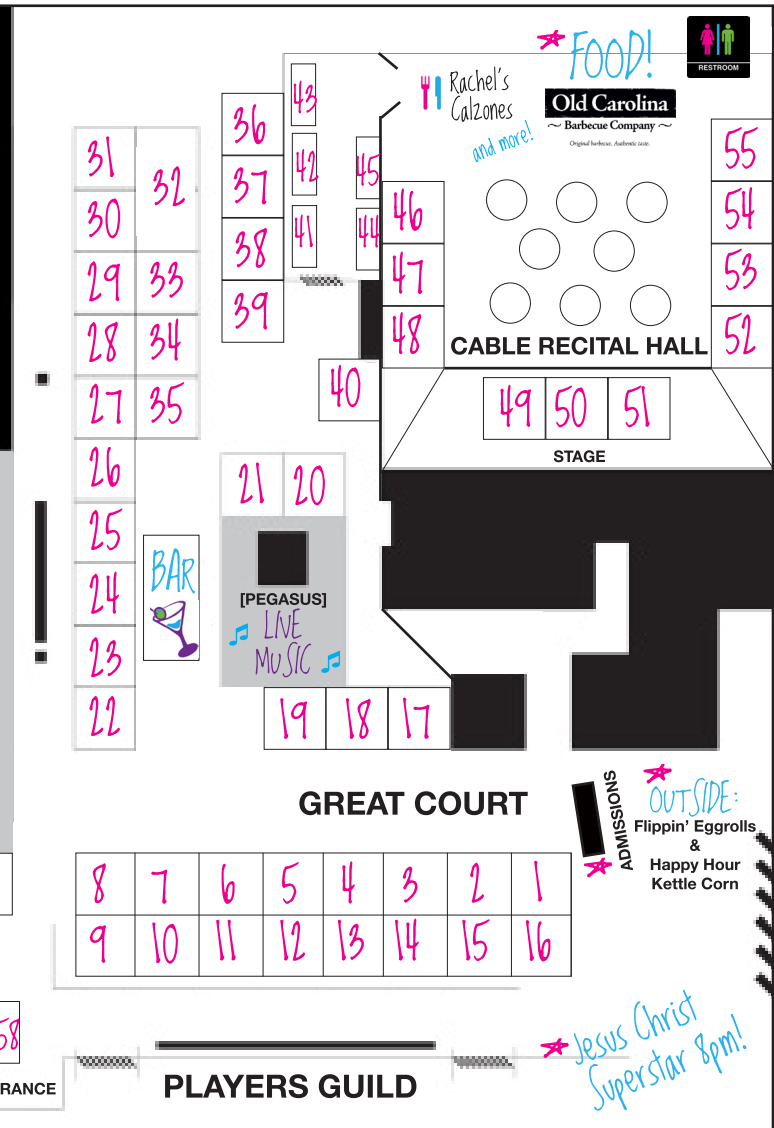 FOOD!
RESTROOM
Rachel's
Calzones
and more!
Old Carolina
~ Barbecue Company ~
Original barbecue. Authentic taste.
43
36
42
37
45
41
38
44
39
31
32
30
29 33
28 34
27 35
26
25
24
23
22
46
47
48
55
54
53
52
CABLE RECITAL HALL
40
49 50 51
STAGE
21 20
BAR
[PEGASUS]
LIVE
MUSIC
19 18 17
GREAT COURT
ADMISSIONS
OUTSIDE:
Flippin' Eggrolls
&
Happy Hour
Kettle Corn
8 7 6 5 4 3 2 1
9 10 11 12 13 14 15 16
58
RANCE
PLAYERS GUILD
Jesus Christ
Superstar 8pm!